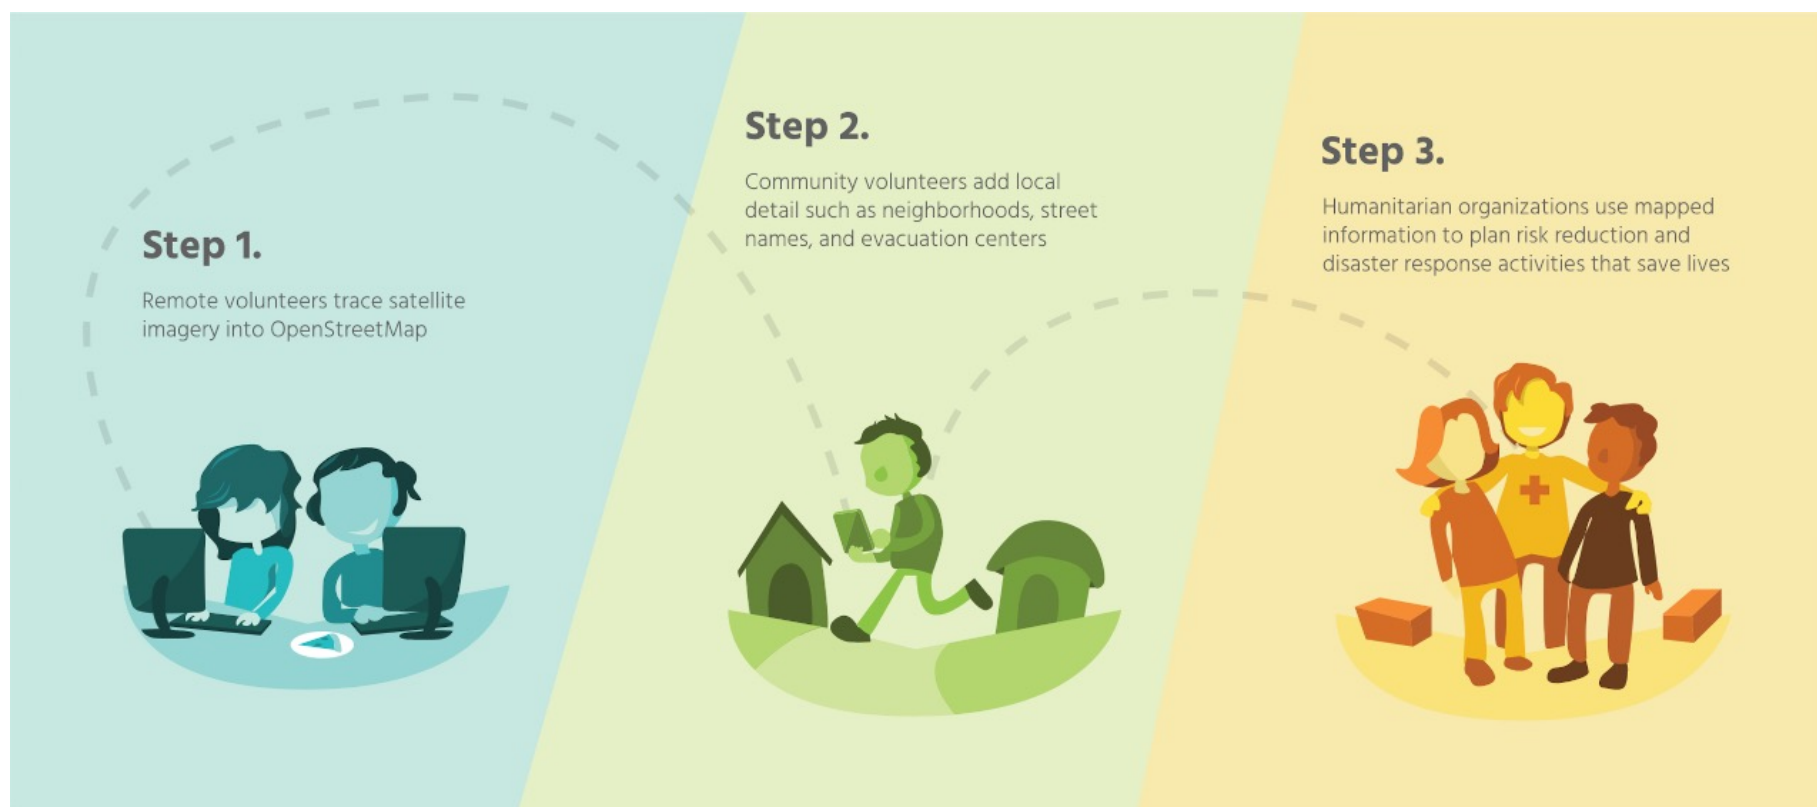 Step 1.
Remote volunteers trace satellite
imagery into OpenStreetMap
Step 2.
Community volunteers add local
detail such as neighborhoods, street
names, and evacuation centers
Step 3.
Humanitarian organizations use mapped
information to plan risk reduction and
disaster response activities that save lives